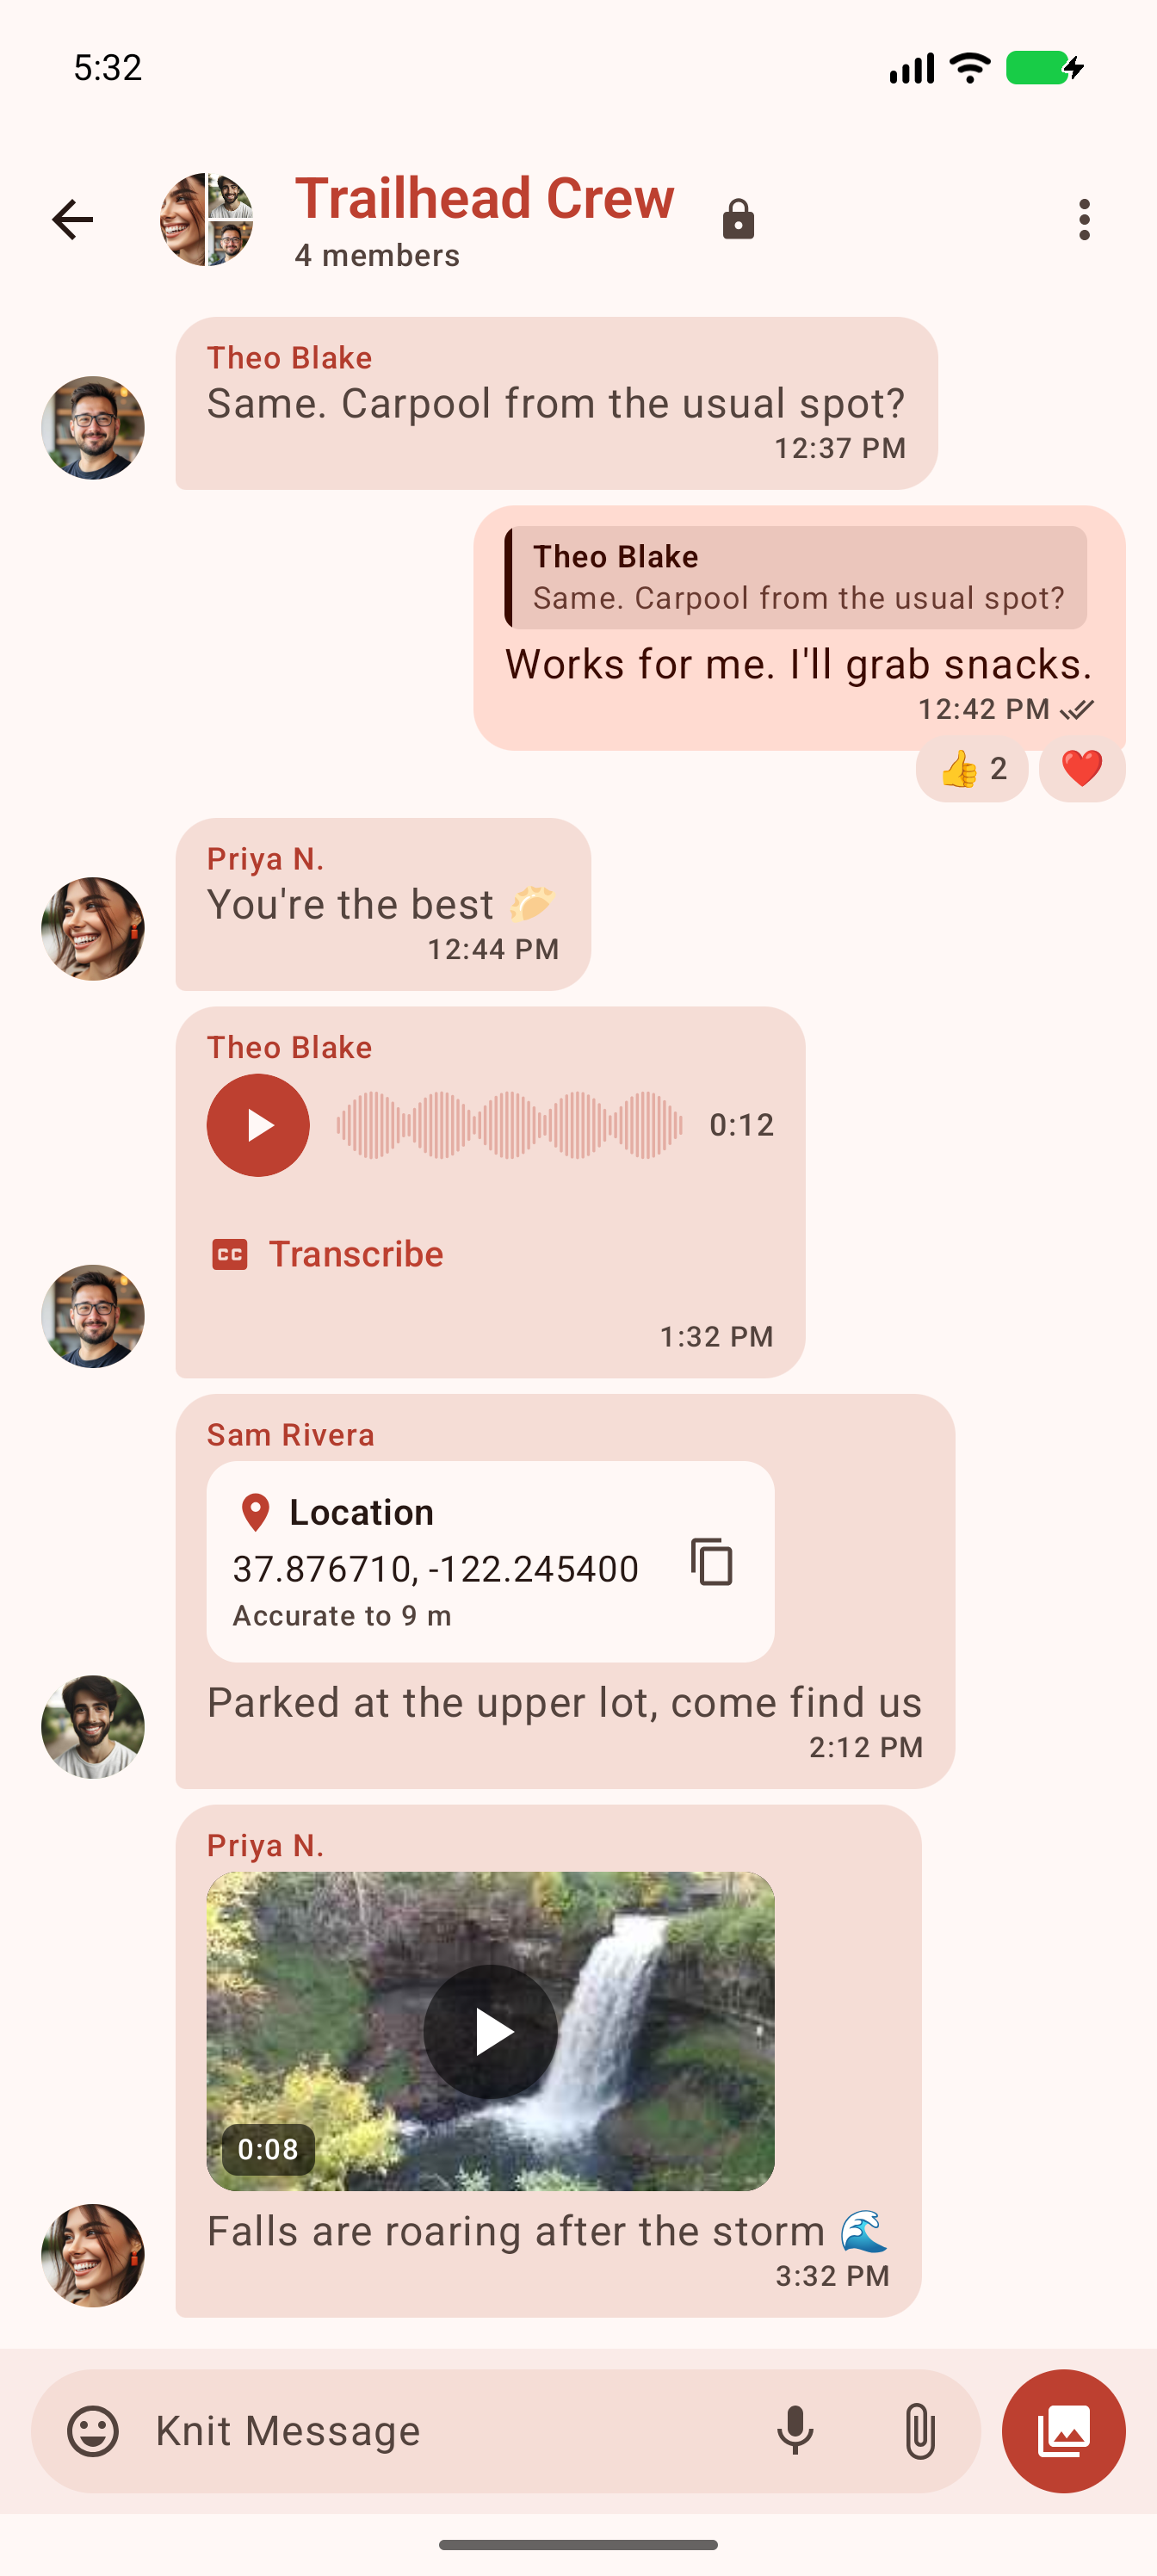 5:32
Trailhead Crew
4 members
Theo Blake
Same. Carpool from the usual spot?
12:37 PM
Theo Blake
Same. Carpool from the usual spot?
Works for me. I'll grab snacks.
12:42 PM
👍 2 ❤️
Priya N.
You're the best 🥟
12:44 PM
Theo Blake
0:12
CC Transcribe
1:32 PM
Sam Rivera
Location
37.876710, -122.245400
Accurate to 9 m
Parked at the upper lot, come find us
2:12 PM
Priya N.
0:08
Falls are roaring after the storm 🌊
3:32 PM
Knit Message